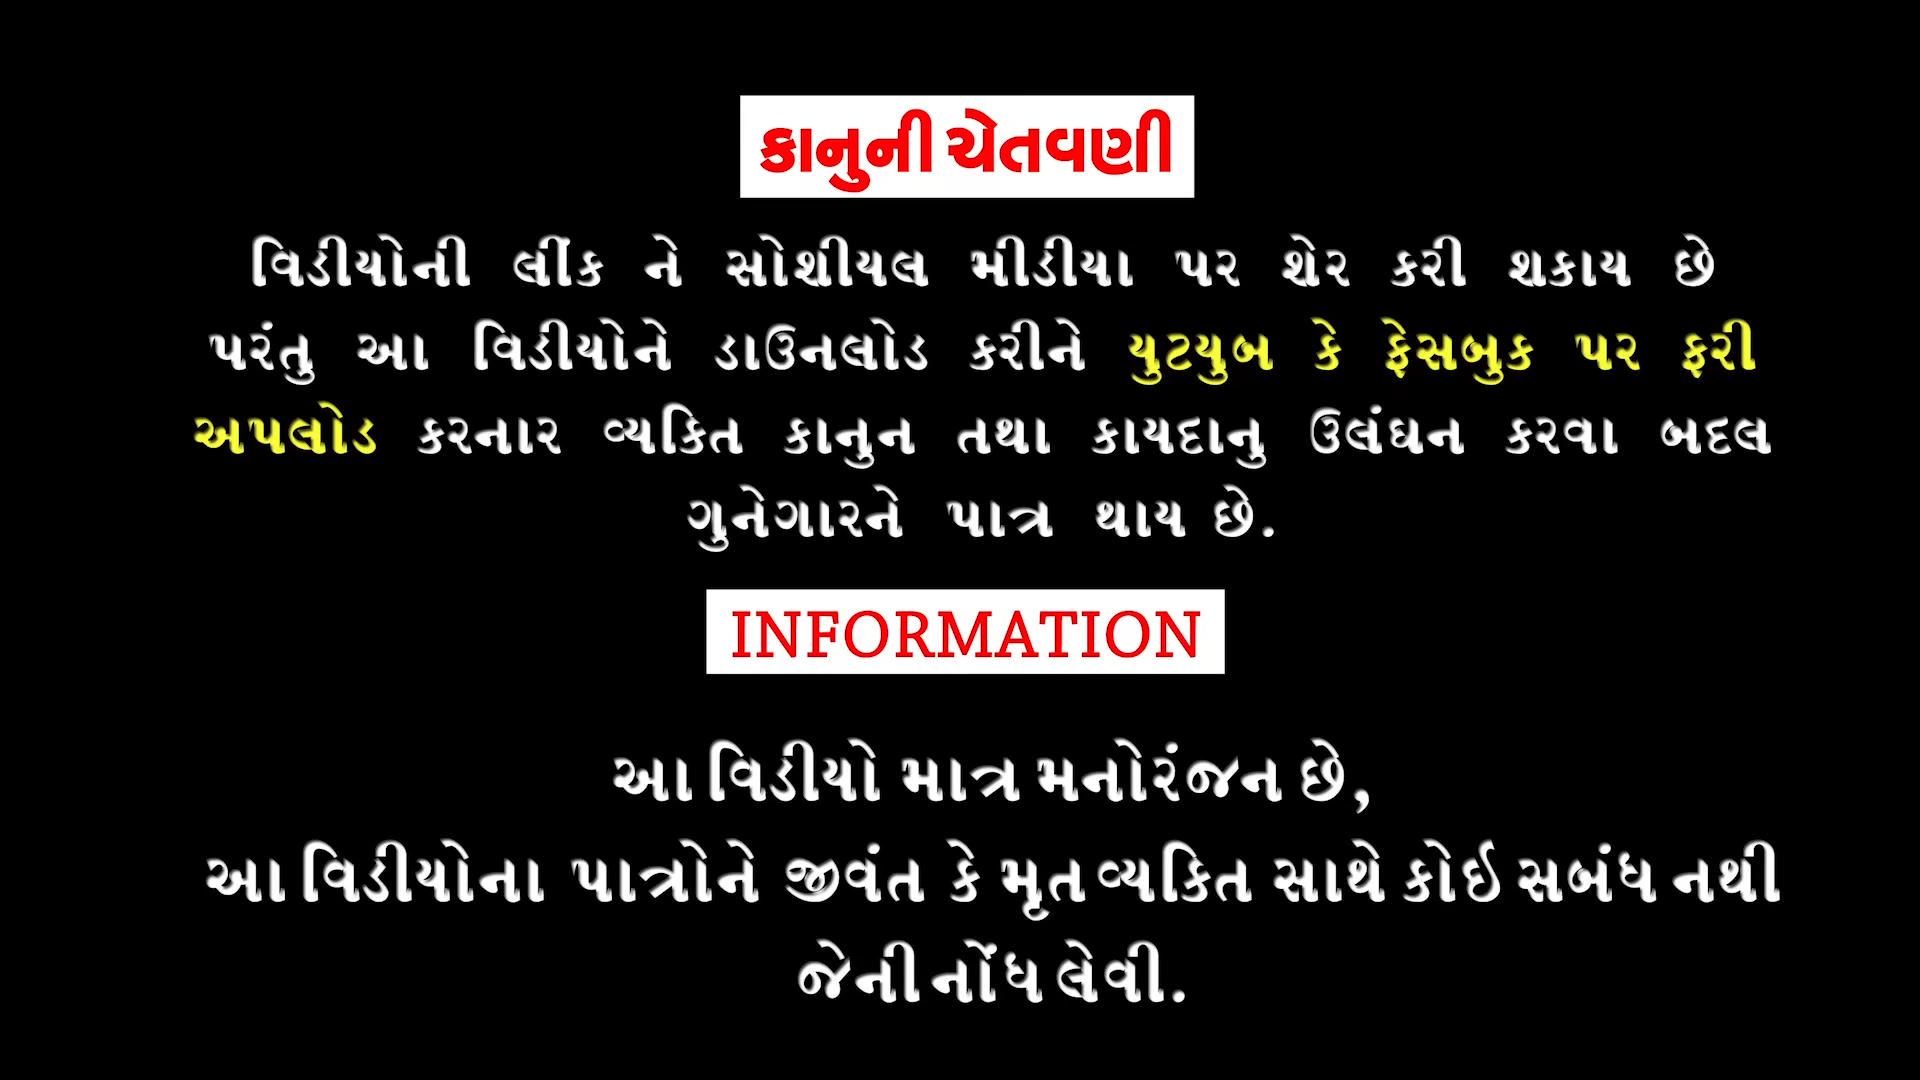 કાનુની ચેતવણી
વિડીયોની લીંક ને સોશીયલ મીડીયા પર શેર કરી શકાય છે
પરંતુ આ વિડીયોને ડાઉનલોડ કરીને યુટયુબ કે ફેસબુક પર ફરી
અપલોડ કરનાર વ્યકિત કાનુન તથા કાયદાનુ ઉલંઘન કરવા બદલ
ગુનેગારને પાત્ર થાય છે.
INFORMATION
આ વિડીયો માત્ર મનોરંજન છે,
આ વિડીયોના પાત્રોને જીવંત કે મૃત વ્યકિત સાથે કોઇ સબંધ નથી
જેની નોંધ લેવી.